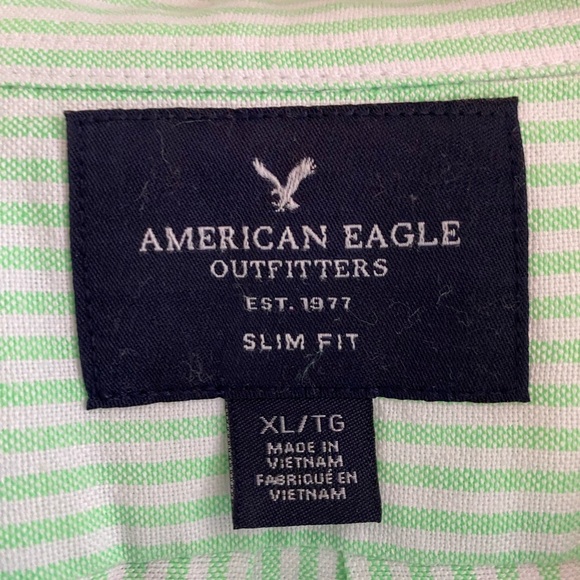 AMERICAN EAGLE
OUTFITTERS
EST. 1977
SLIM FIT
XL/TG
MADE IN
VIETNAM
FABRIQUÉ EN
VIETNAM